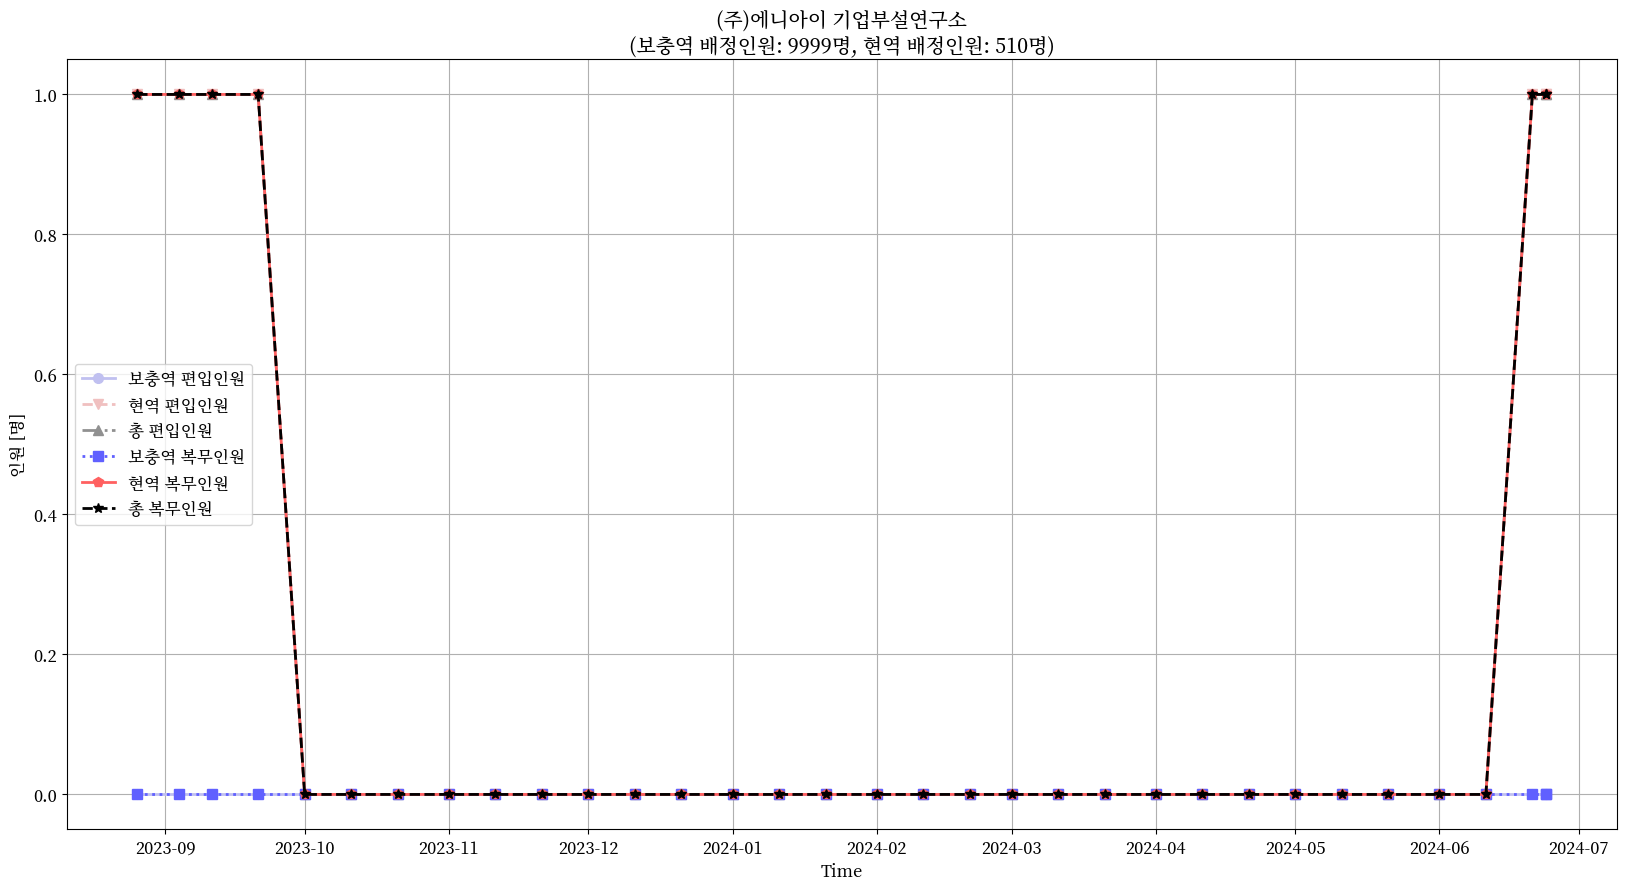 (주)에니아이 기업부설연구소
(보충역 배정인원: 9999명, 현역 배정인원: 510명)
1.0
0.8
0.6
0.4
0.2
0.0
인원 [명]
보충역 편입인원
현역 편입인원
총 편입인원
보충역 복무인원
현역 복무인원
총 복무인원
2023-09
2023-10
2023-11
2023-12
2024-01
2024-02
2024-03
2024-04
2024-05
2024-06
2024-07
Time